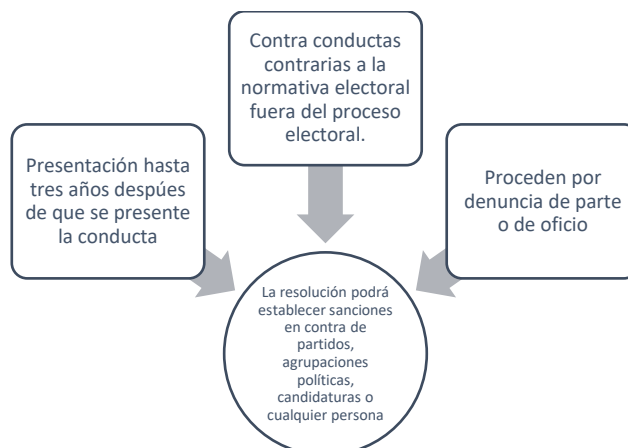 Contra conductas
contrarias a la
normativa electoral
fuera del proceso
electoral.
Presentación hasta
tres años despúes
de que se presente
la conducta
Proceden por
denuncia de parte
o de oficio
La resolución podrá
establecer sanciones
en contra de
partidos,
agrupaciones
políticas,
candidaturas o
cualquier persona